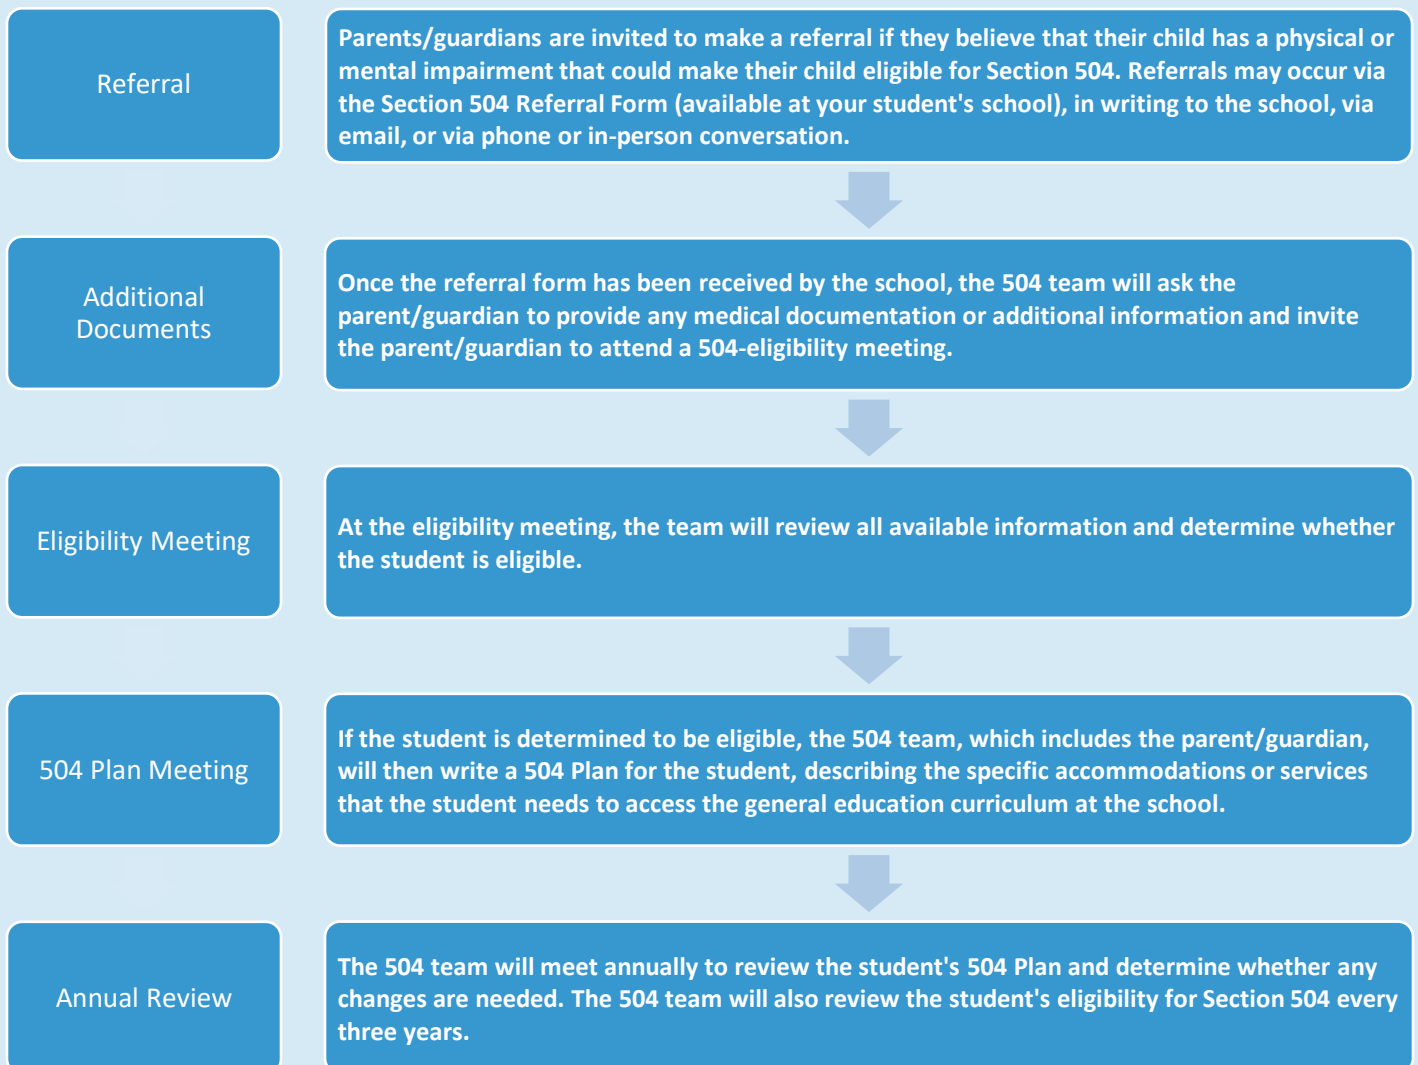 Referral
Parents/guardians are invited to make a referral if they believe that their child has a physical or
mental impairment that could make their child eligible for Section 504. Referrals may occur via
the Section 504 Referral Form (available at your student's school), in writing to the school, via
email, or via phone or in-person conversation.
Additional
Documents
Once the referral form has been received by the school, the 504 team will ask the
parent/guardian to provide any medical documentation or additional information and invite
the parent/guardian to attend a 504-eligibility meeting.
Eligibility Meeting
At the eligibility meeting, the team will review all available information and determine whether
the student is eligible.
504 Plan Meeting
If the student is determined to be eligible, the 504 team, which includes the parent/guardian,
will then write a 504 Plan for the student, describing the specific accommodations or services
that the student needs to access the general education curriculum at the school.
Annual Review
The 504 team will meet annually to review the student's 504 Plan and determine whether any
changes are needed. The 504 team will also review the student's eligibility for Section 504 every
three years.